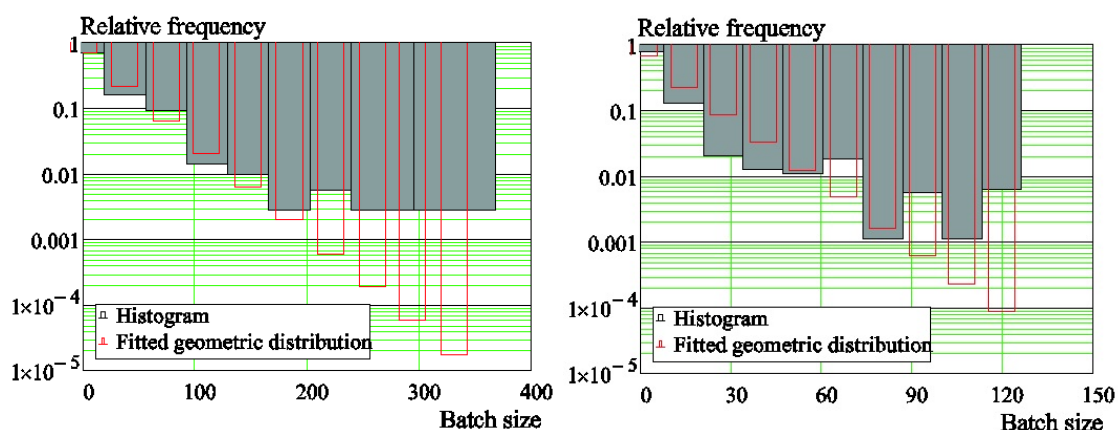 Relative frequency
1
0.1
0.01
0.001
1×10⁻⁴
1×10⁻⁵
Histogram
Fitted geometric distribution
0 100 200 300 400
Batch size
Relative frequency
1
0.1
0.01
0.001
1×10⁻⁴
1×10⁻⁵
Histogram
Fitted geometric distribution
0 30 60 90 120 150
Batch size